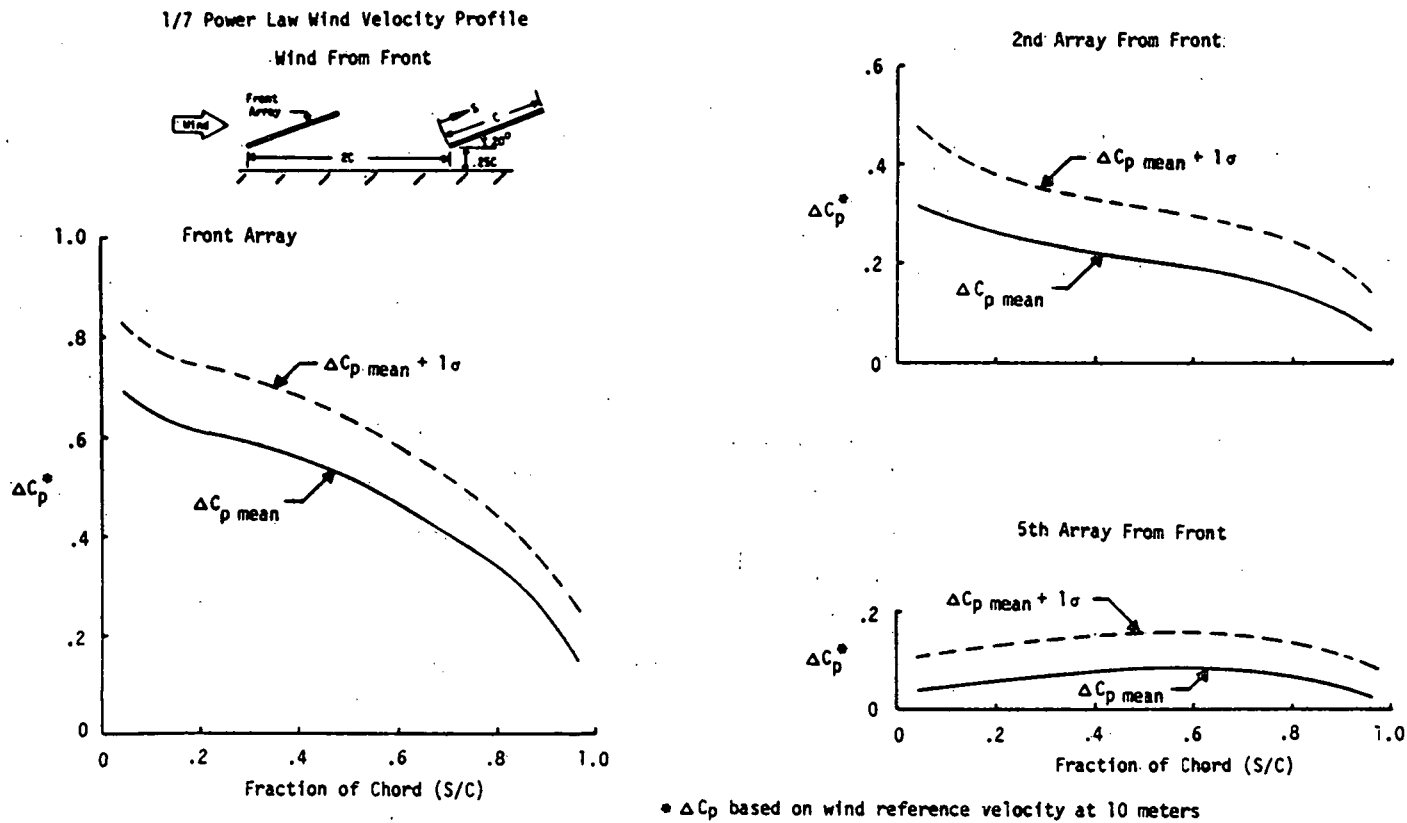 1/7 Power Law Wind Velocity Profile
Wind From Front
Front
Array
Wind
S
C
20°
2C
.25C
Front Array
1.0
.8
.6
.4
.2
0
ΔCp*
ΔCp mean + 1σ
ΔCp mean
0 .2 .4 .6 .8 1.0
Fraction of Chord (S/C)
2nd Array From Front
.6
.4
.2
0
ΔCp*
ΔCp mean + 1σ
ΔCp mean
5th Array From Front
.2
0
ΔCp*
ΔCp mean + 1σ
ΔCp mean
0 .2 .4 .6 .8 1.0
Fraction of Chord (S/C)
* ΔCp based on wind reference velocity at 10 meters